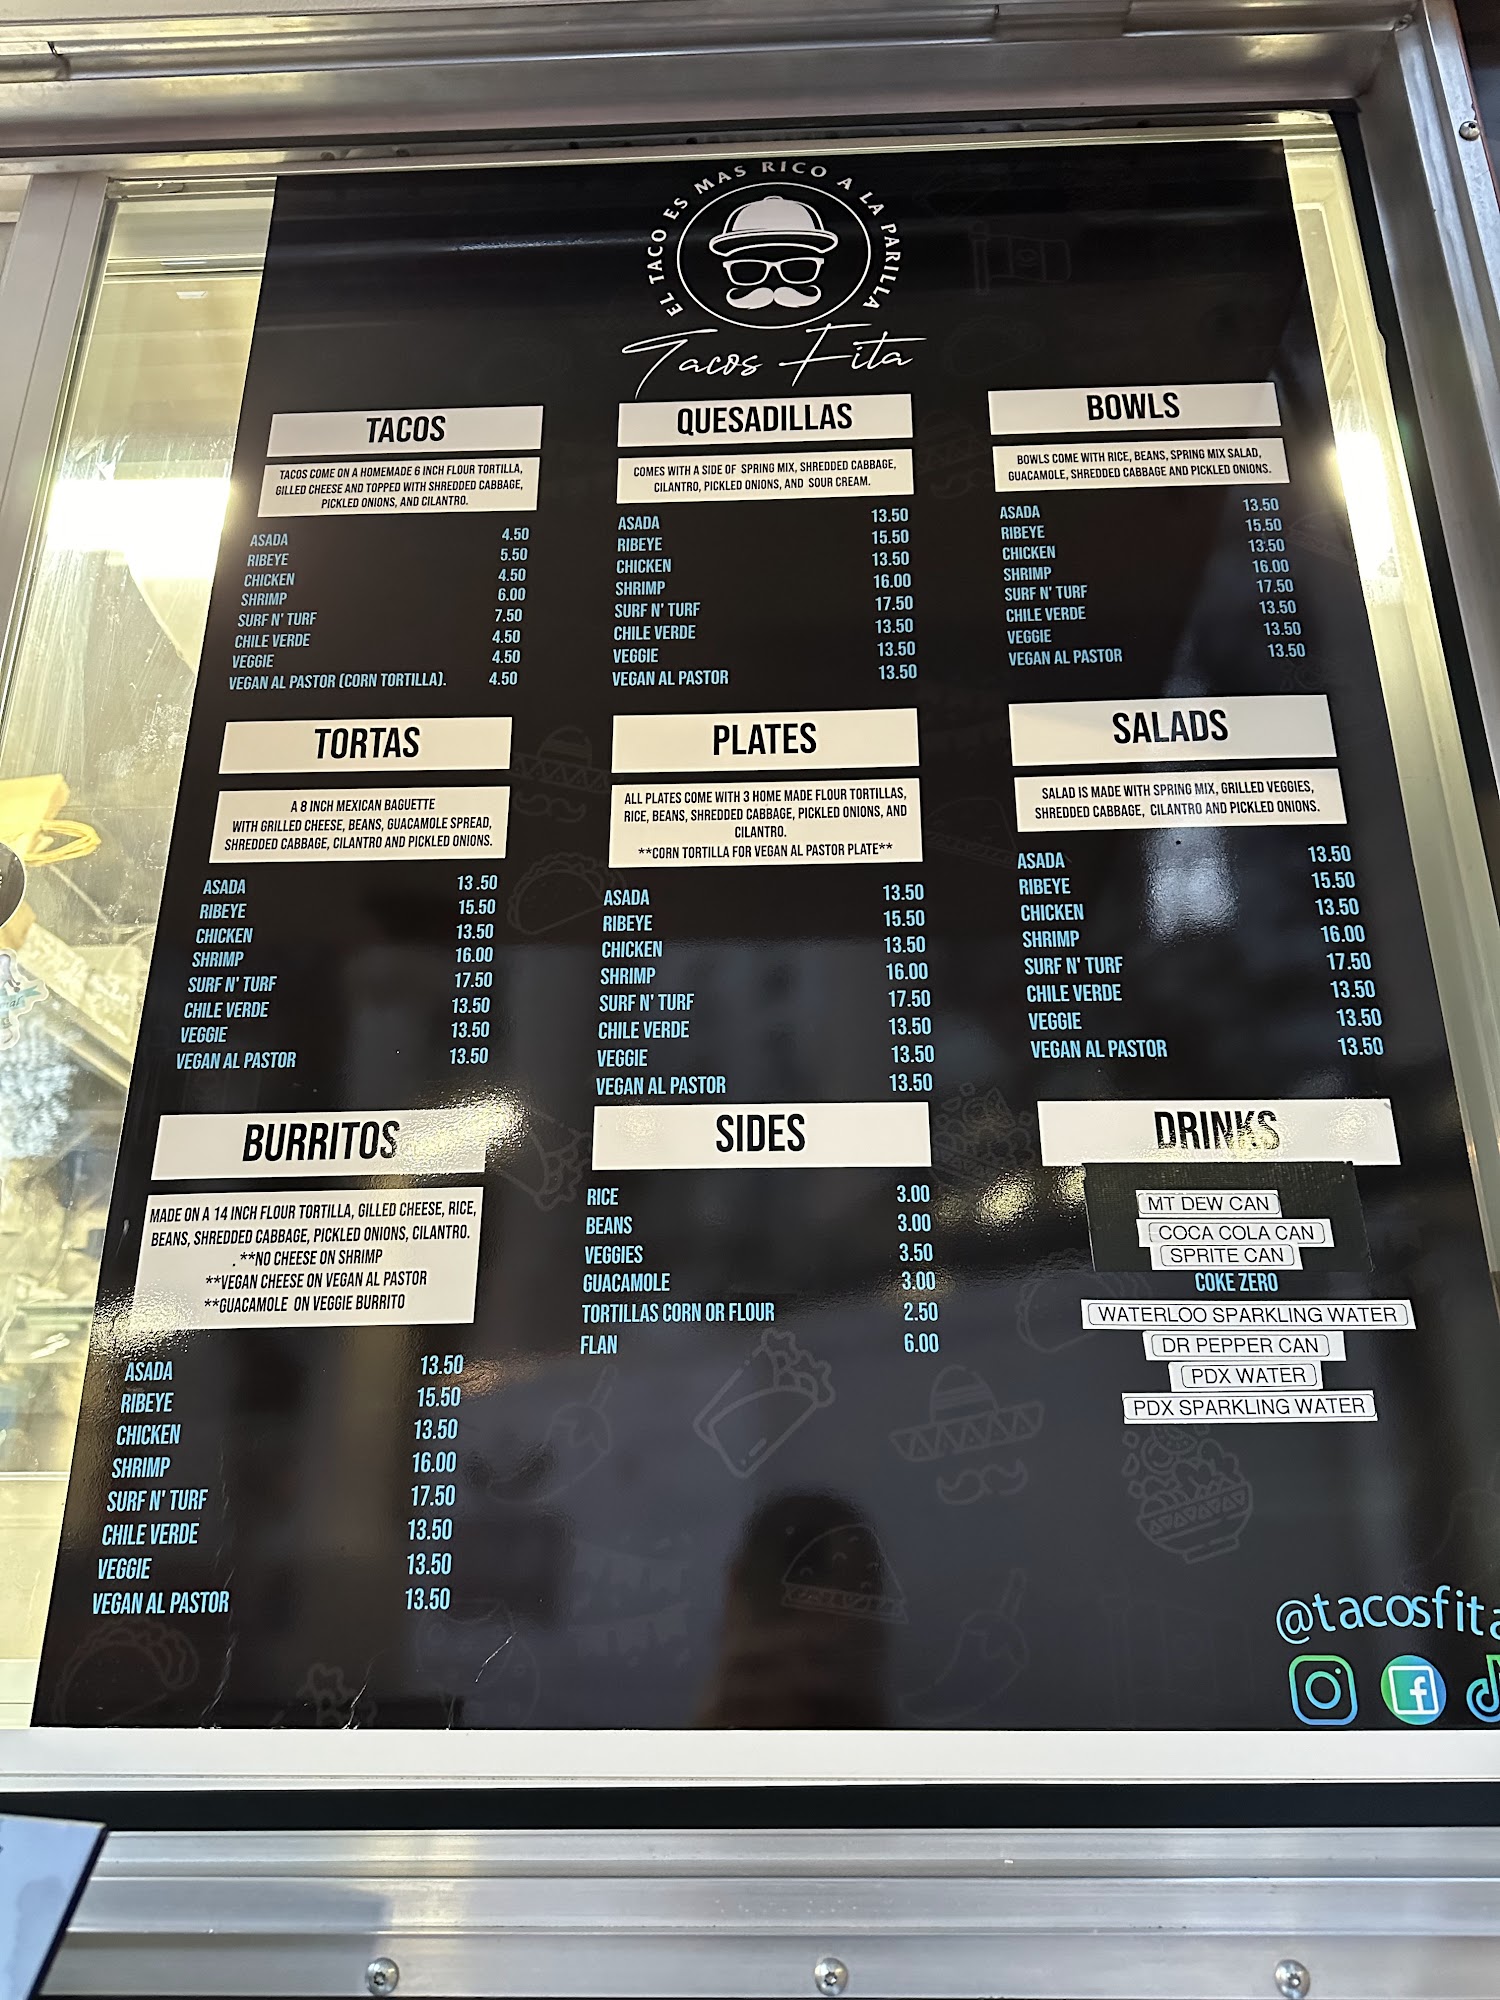 EL TACO ES MAS RICO A LA PARILLA
Tacos Fita
TACOS
TACOS COME ON A HOMEMADE 6 INCH FLOUR TORTILLA,
GILLED CHEESE AND TOPPED WITH SHREDDED CABBAGE,
PICKLED ONIONS, AND CILANTRO.
ASADA 4.50
RIBEYE 5.50
CHICKEN 4.50
SHRIMP 6.00
SURF N' TURF 7.50
CHILE VERDE 4.50
VEGGIE 4.50
VEGAN AL PASTOR (CORN TORTILLA). 4.50
QUESADILLAS
COMES WITH A SIDE OF SPRING MIX, SHREDDED CABBAGE,
CILANTRO, PICKLED ONIONS, AND SOUR CREAM.
ASADA 13.50
RIBEYE 15.50
CHICKEN 13.50
SHRIMP 16.00
SURF N' TURF 17.50
CHILE VERDE 13.50
VEGGIE 13.50
VEGAN AL PASTOR 13.50
BOWLS
BOWLS COME WITH RICE, BEANS, SPRING MIX SALAD,
GUACAMOLE, SHREDDED CABBAGE AND PICKLED ONIONS.
ASADA 13.50
RIBEYE 15.50
CHICKEN 13.50
SHRIMP 16.00
SURF N' TURF 17.50
CHILE VERDE 13.50
VEGGIE 13.50
VEGAN AL PASTOR 13.50
TORTAS
A 8 INCH MEXICAN BAGUETTE
WITH GRILLED CHEESE, BEANS, GUACAMOLE SPREAD,
SHREDDED CABBAGE, CILANTRO AND PICKLED ONIONS.
ASADA 13.50
RIBEYE 15.50
CHICKEN 13.50
SHRIMP 16.00
SURF N' TURF 17.50
CHILE VERDE 13.50
VEGGIE 13.50
VEGAN AL PASTOR 13.50
PLATES
ALL PLATES COME WITH 3 HOME MADE FLOUR TORTILLAS,
RICE, BEANS, SHREDDED CABBAGE, PICKLED ONIONS, AND
CILANTRO.
**CORN TORTILLA FOR VEGAN AL PASTOR PLATE**
ASADA 13.50
RIBEYE 15.50
CHICKEN 13.50
SHRIMP 16.00
SURF N' TURF 17.50
CHILE VERDE 13.50
VEGGIE 13.50
VEGAN AL PASTOR 13.50
SALADS
SALAD IS MADE WITH SPRING MIX, GRILLED VEGGIES,
SHREDDED CABBAGE, CILANTRO AND PICKLED ONIONS.
ASADA 13.50
RIBEYE 15.50
CHICKEN 13.50
SHRIMP 16.00
SURF N' TURF 17.50
CHILE VERDE 13.50
VEGGIE 13.50
VEGAN AL PASTOR 13.50
BURRITOS
MADE ON A 14 INCH FLOUR TORTILLA, GILLED CHEESE, RICE,
BEANS, SHREDDED CABBAGE, PICKLED ONIONS, CILANTRO.
. **NO CHEESE ON SHRIMP
**VEGAN CHEESE ON VEGAN AL PASTOR
**GUACAMOLE ON VEGGIE BURRITO
ASADA 13.50
RIBEYE 15.50
CHICKEN 13.50
SHRIMP 16.00
SURF N' TURF 17.50
CHILE VERDE 13.50
VEGGIE 13.50
VEGAN AL PASTOR 13.50
SIDES
RICE 3.00
BEANS 3.00
VEGGIES 3.50
GUACAMOLE 3.00
TORTILLAS CORN OR FLOUR 2.50
FLAN 6.00
DRINKS
MT DEW CAN
COCA COLA CAN
SPRITE CAN
COKE ZERO
WATERLOO SPARKLING WATER
DR PEPPER CAN
PDX WATER
PDX SPARKLING WATER
@tacosfita